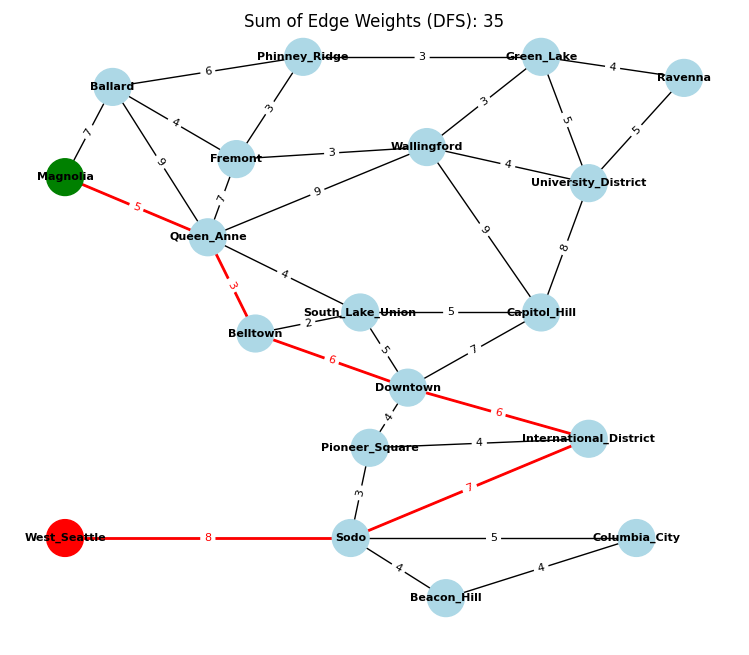 Sum of Edge Weights (DFS): 35
Phinney_Ridge
3
Green_Lake
4
Ravenna
6
Ballard
3
3
5
5
4
7
Wallingford
Fremont
3
4
9
Magnolia
University_District
9
7
5
9
Queen_Anne
8
4
3
South_Lake_Union
5
Capitol_Hill
2
Belltown
5
7
6
Downtown
6
4
International_District
4
Pioneer_Square
7
3
West_Seattle
8
Sodo
5
Columbia_City
4
4
Beacon_Hill